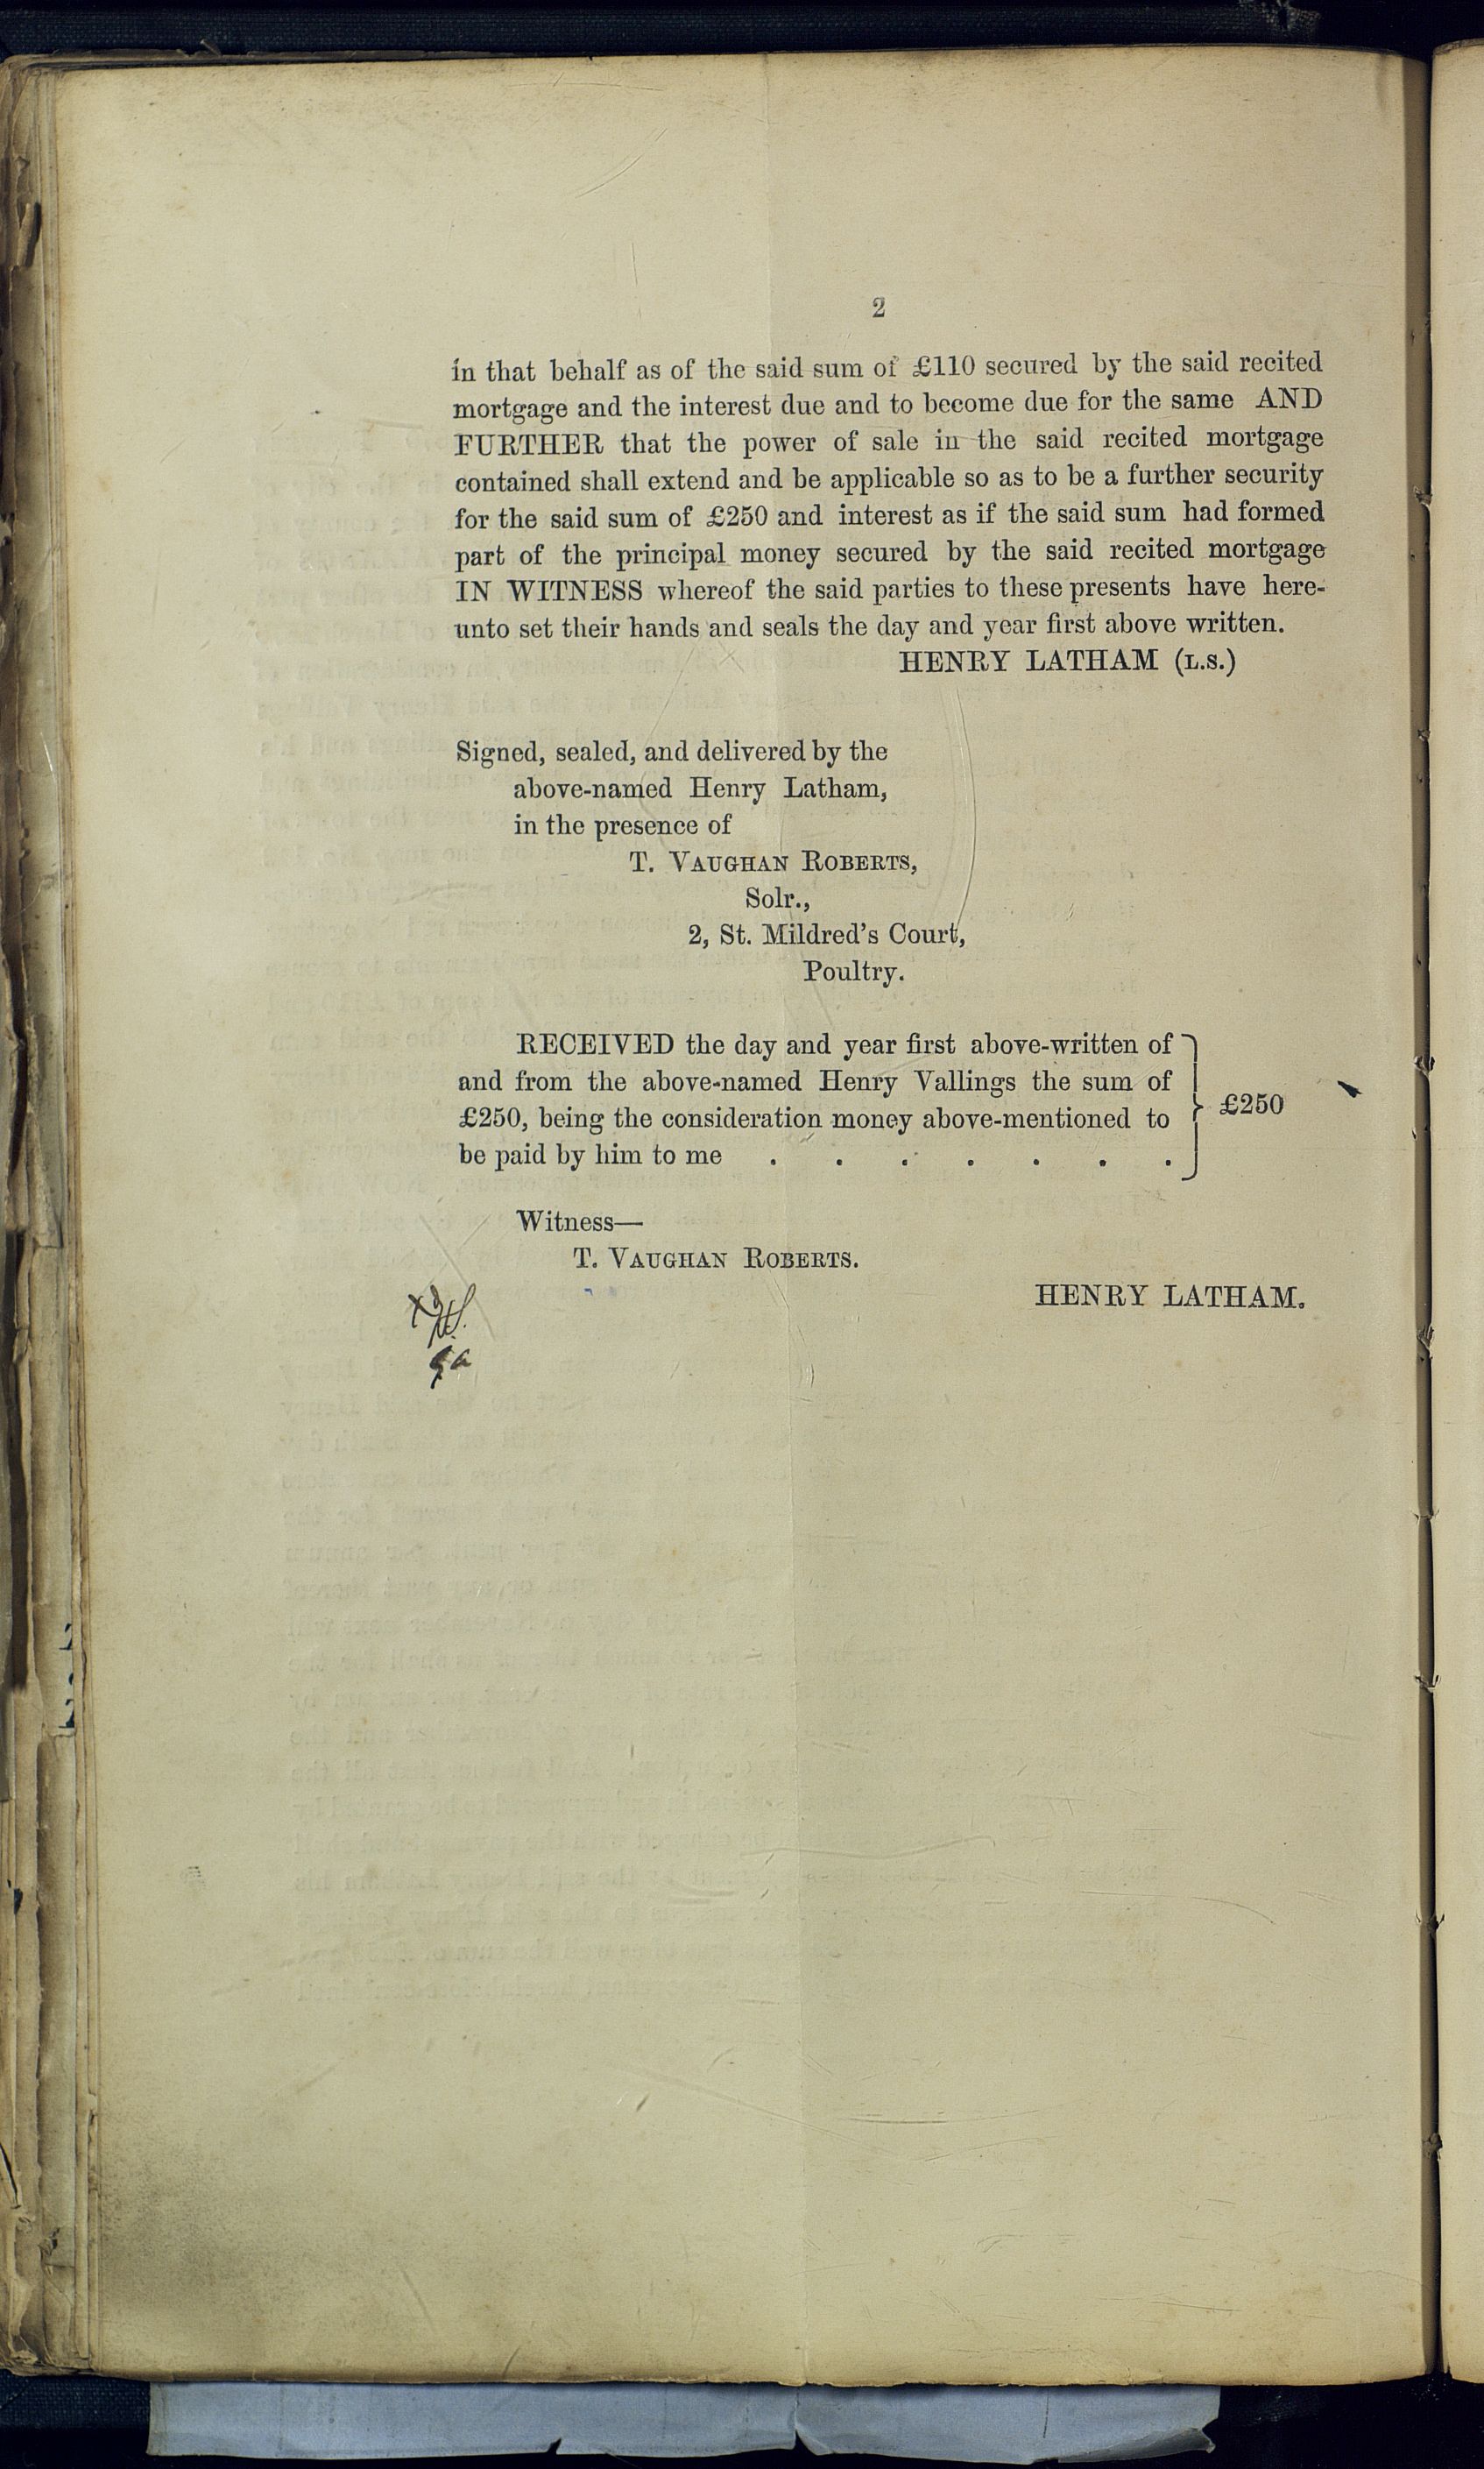 2
in that behalf as of the said sum of £110 secured by the said recited
mortgage and the interest due and to become due for the same AND
FURTHER that the power of sale in the said recited mortgage
contained shall extend and be applicable so as to be a further security
for the said sum of £250 and interest as if the said sum had formed
part of the principal money secured by the said recited mortgage
IN WITNESS whereof the said parties to these presents have here-
unto set their hands and seals the day and year first above written.
HENRY LATHAM (L.S.)
Signed, sealed, and delivered by the
above-named Henry Latham,
in the presence of
T. VAUGHAN ROBERTS,
Solr.,
2, St. Mildred's Court,
Poultry.
RECEIVED the day and year first above-written of
and from the above-named Henry Vallings the sum of
£250, being the consideration money above-mentioned to
be paid by him to me . . . . . . .
£250
Witness—
T. VAUGHAN ROBERTS.
HENRY LATHAM.